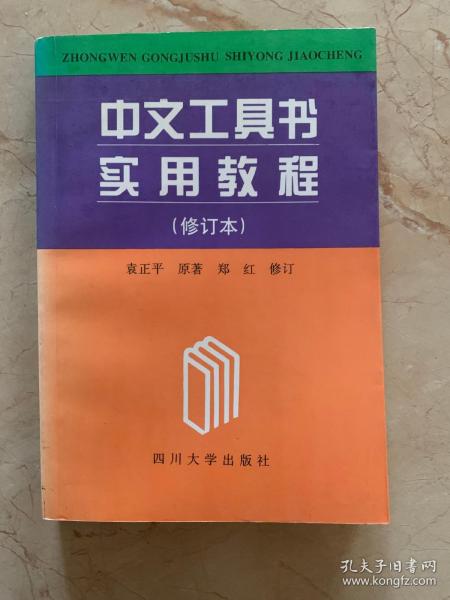 ZHONGWEN GONGJUSHU SHIYONG JIAOCHENG
中文工具书
实用教程
(修订本)
袁正平 原著 郑红 修订
四川大学出版社
孔夫子旧书网
www.kongfz.com